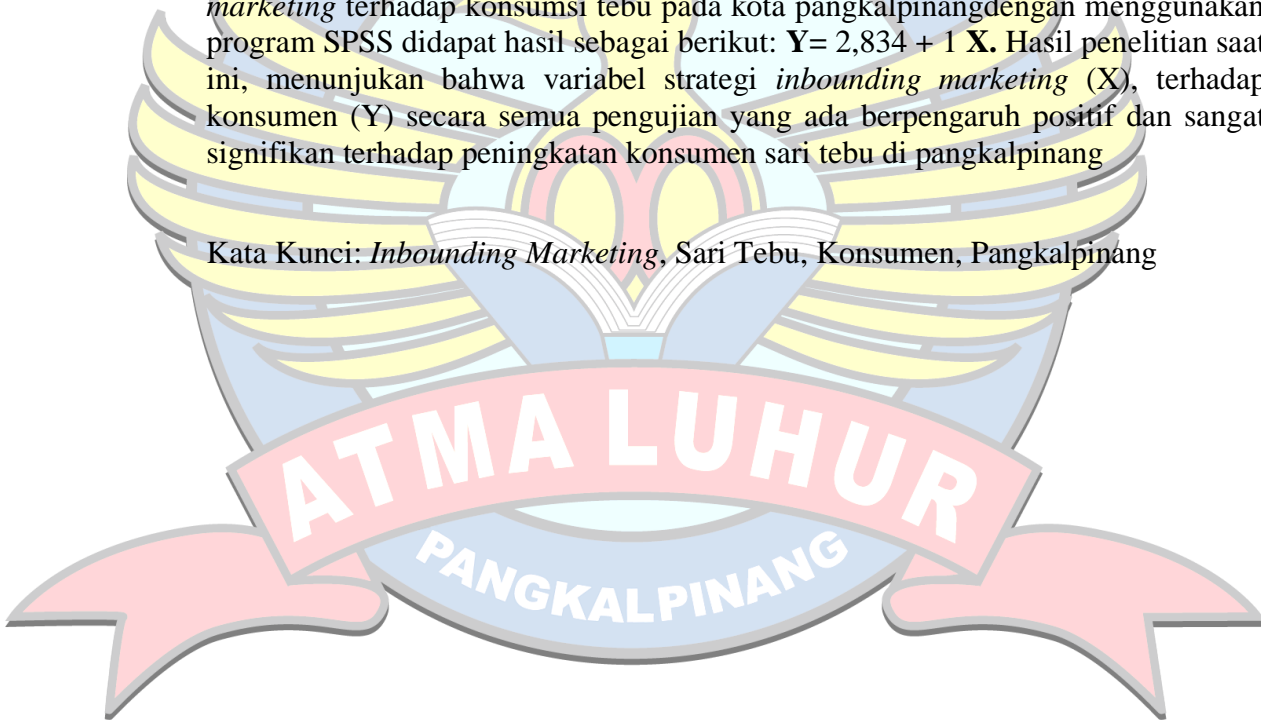 marketing terhadap konsumsi tebu pada kota pangkalpinangdengan menggunakan
program SPSS didapat hasil sebagai berikut: Y= 2,834 + 1 X. Hasil penelitian saat
ini, menunjukan bahwa variabel strategi inbounding marketing (X), terhadap
konsumen (Y) secara semua pengujian yang ada berpengaruh positif dan sangat
signifikan terhadap peningkatan konsumen sari tebu di pangkalpinang
Kata Kunci: Inbounding Marketing, Sari Tebu, Konsumen, Pangkalpinang
ATMA LUHUR
PANGKALPINANG